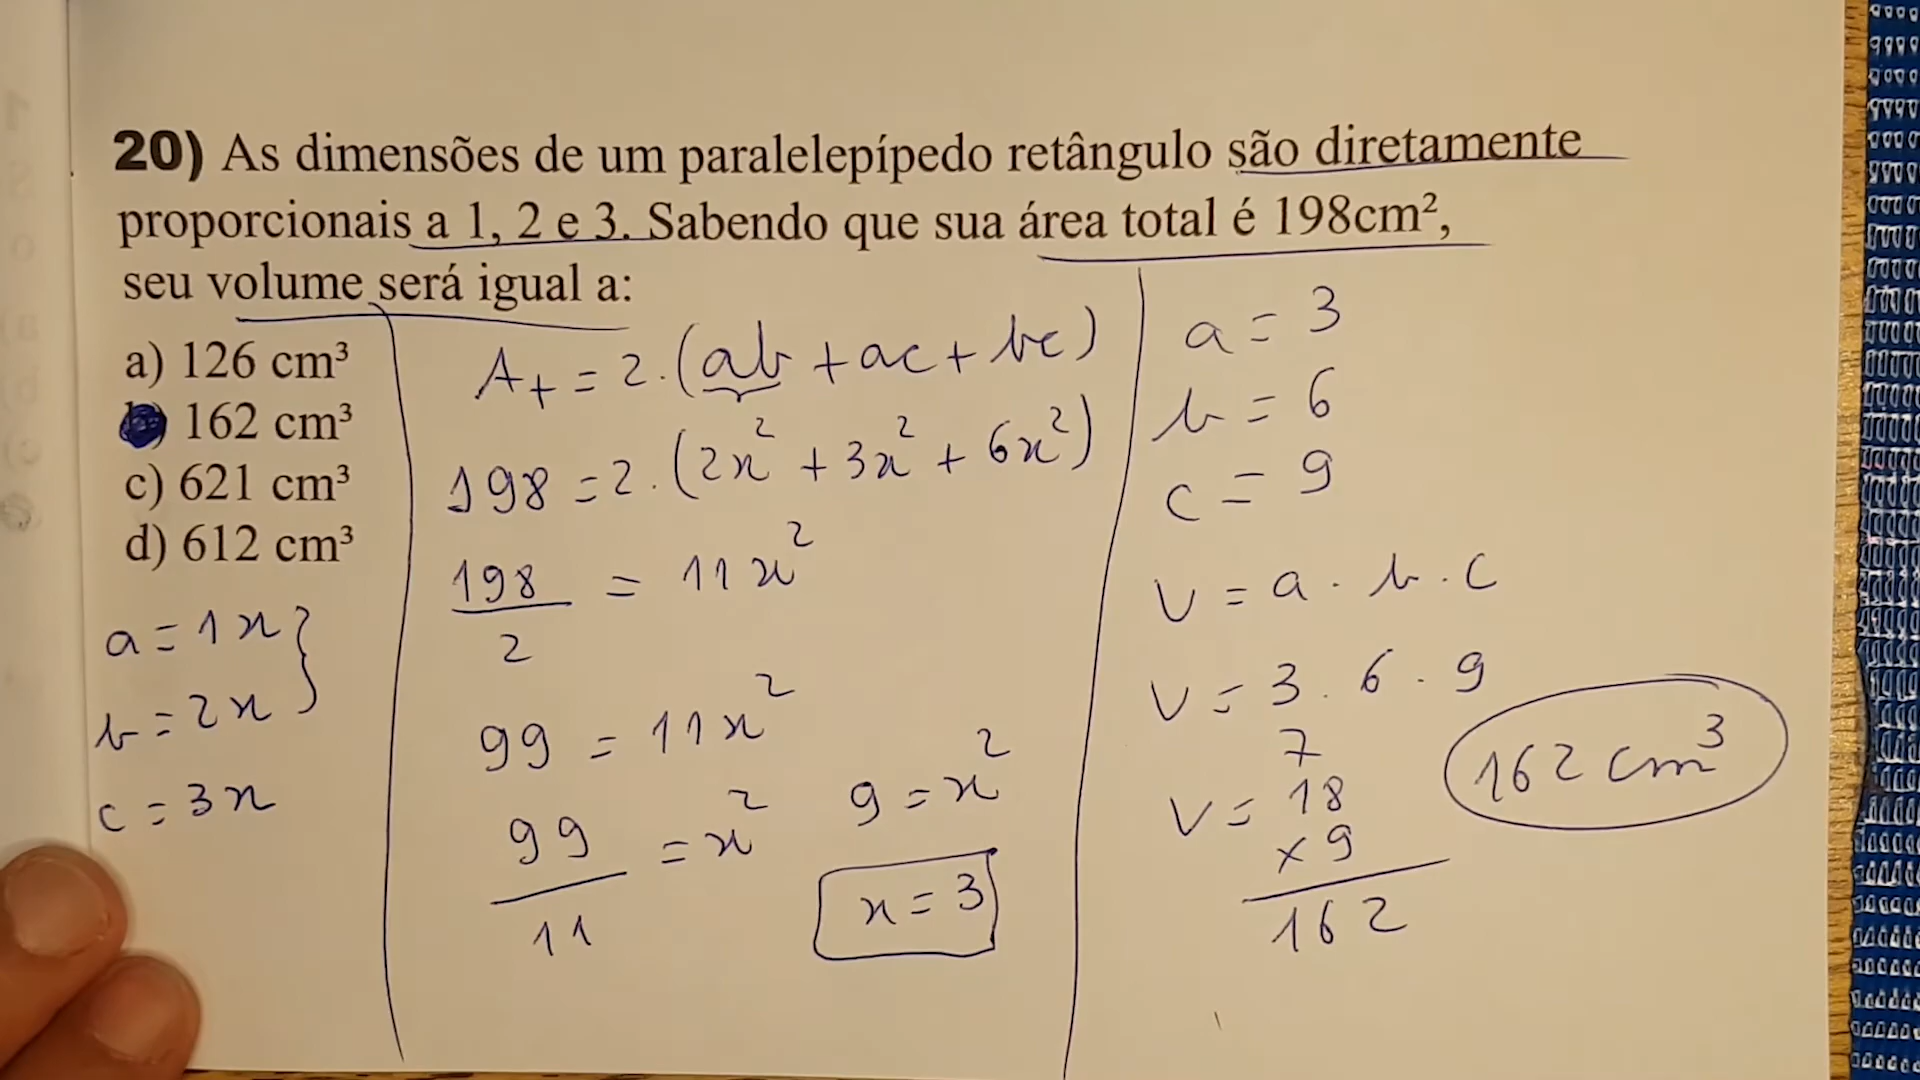 20) As dimensões de um paralelepípedo retângulo são diretamente
proporcionais a 1, 2 e 3. Sabendo que sua área total é 198cm²,
seu volume será igual a:
a) 126 cm³
b) 162 cm³
c) 621 cm³
d) 612 cm³
a = 1x
b = 2x
c = 3x
At = 2.(ab + ac + bc)
198 = 2.(2x² + 3x² + 6x²)
198/2 = 11x²
99 = 11x²
99/11 = x²
9 = x²
x = 3
a = 3
b = 6
c = 9
V = a . b . c
V = 3 . 6 . 9
7
V = 18
x 9
162
162 cm³